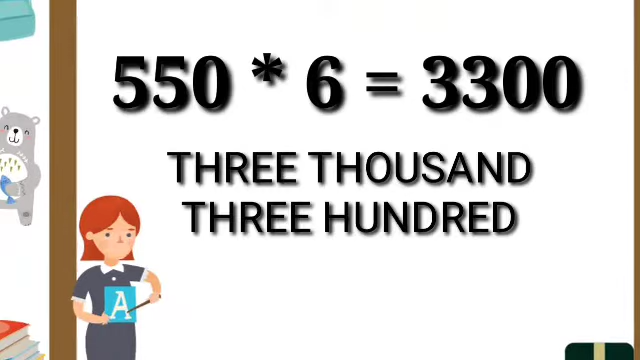 550 * 6 = 3300
THREE THOUSAND
THREE HUNDRED
A